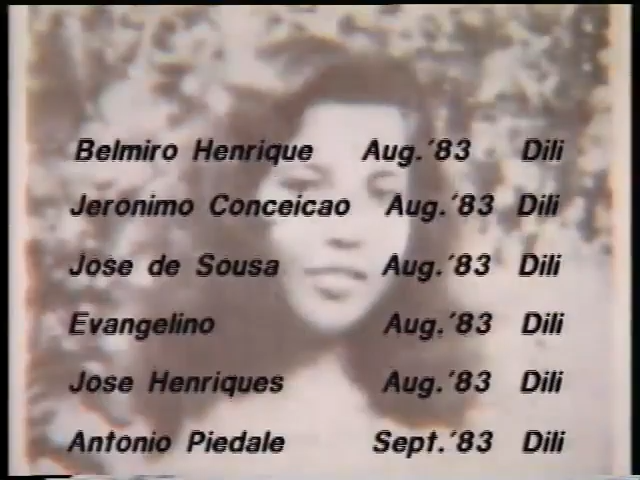 Belmiro Henrique Aug.'83 Dili
Jeronimo Conceicao Aug.'83 Dili
Jose de Sousa Aug.'83 Dili
Evangelino Aug.'83 Dili
Jose Henriques Aug.'83 Dili
Antonio Piedale Sept.'83 Dili